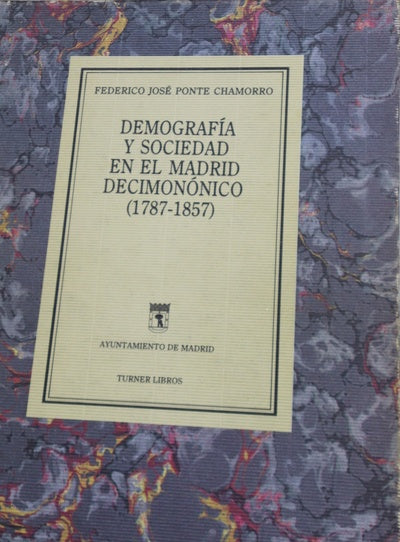 FEDERICO JOSÉ PONTE CHAMORRO
DEMOGRAFÍA
Y SOCIEDAD
EN EL MADRID
DECIMONÓNICO
(1787-1857)
AYUNTAMIENTO DE MADRID
TURNER LIBROS